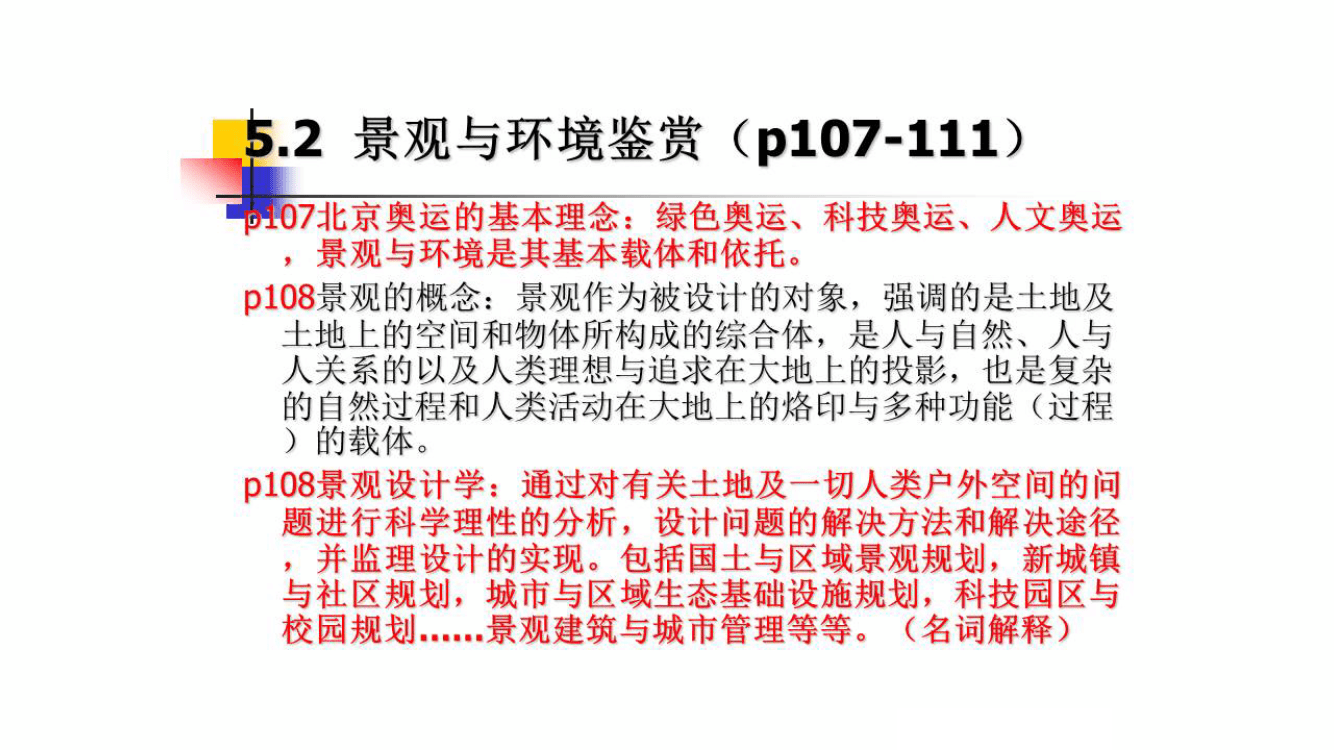 5.2 景观与环境鉴赏（p107-111）
p107北京奥运的基本理念：绿色奥运、科技奥运、人文奥运
，景观与环境是其基本载体和依托。
p108景观的概念：景观作为被设计的对象，强调的是土地及
土地上的空间和物体所构成的综合体，是人与自然、人与
人关系的以及人类理想与追求在大地上的投影，也是复杂
的自然过程和人类活动在大地上的烙印与多种功能（过程
）的载体。
p108景观设计学：通过对有关土地及一切人类户外空间的问
题进行科学理性的分析，设计问题的解决方法和解决途径
，并监理设计的实现。包括国土与区域景观规划，新城镇
与社区规划，城市与区域生态基础设施规划，科技园区与
校园规划……景观建筑与城市管理等等。（名词解释）